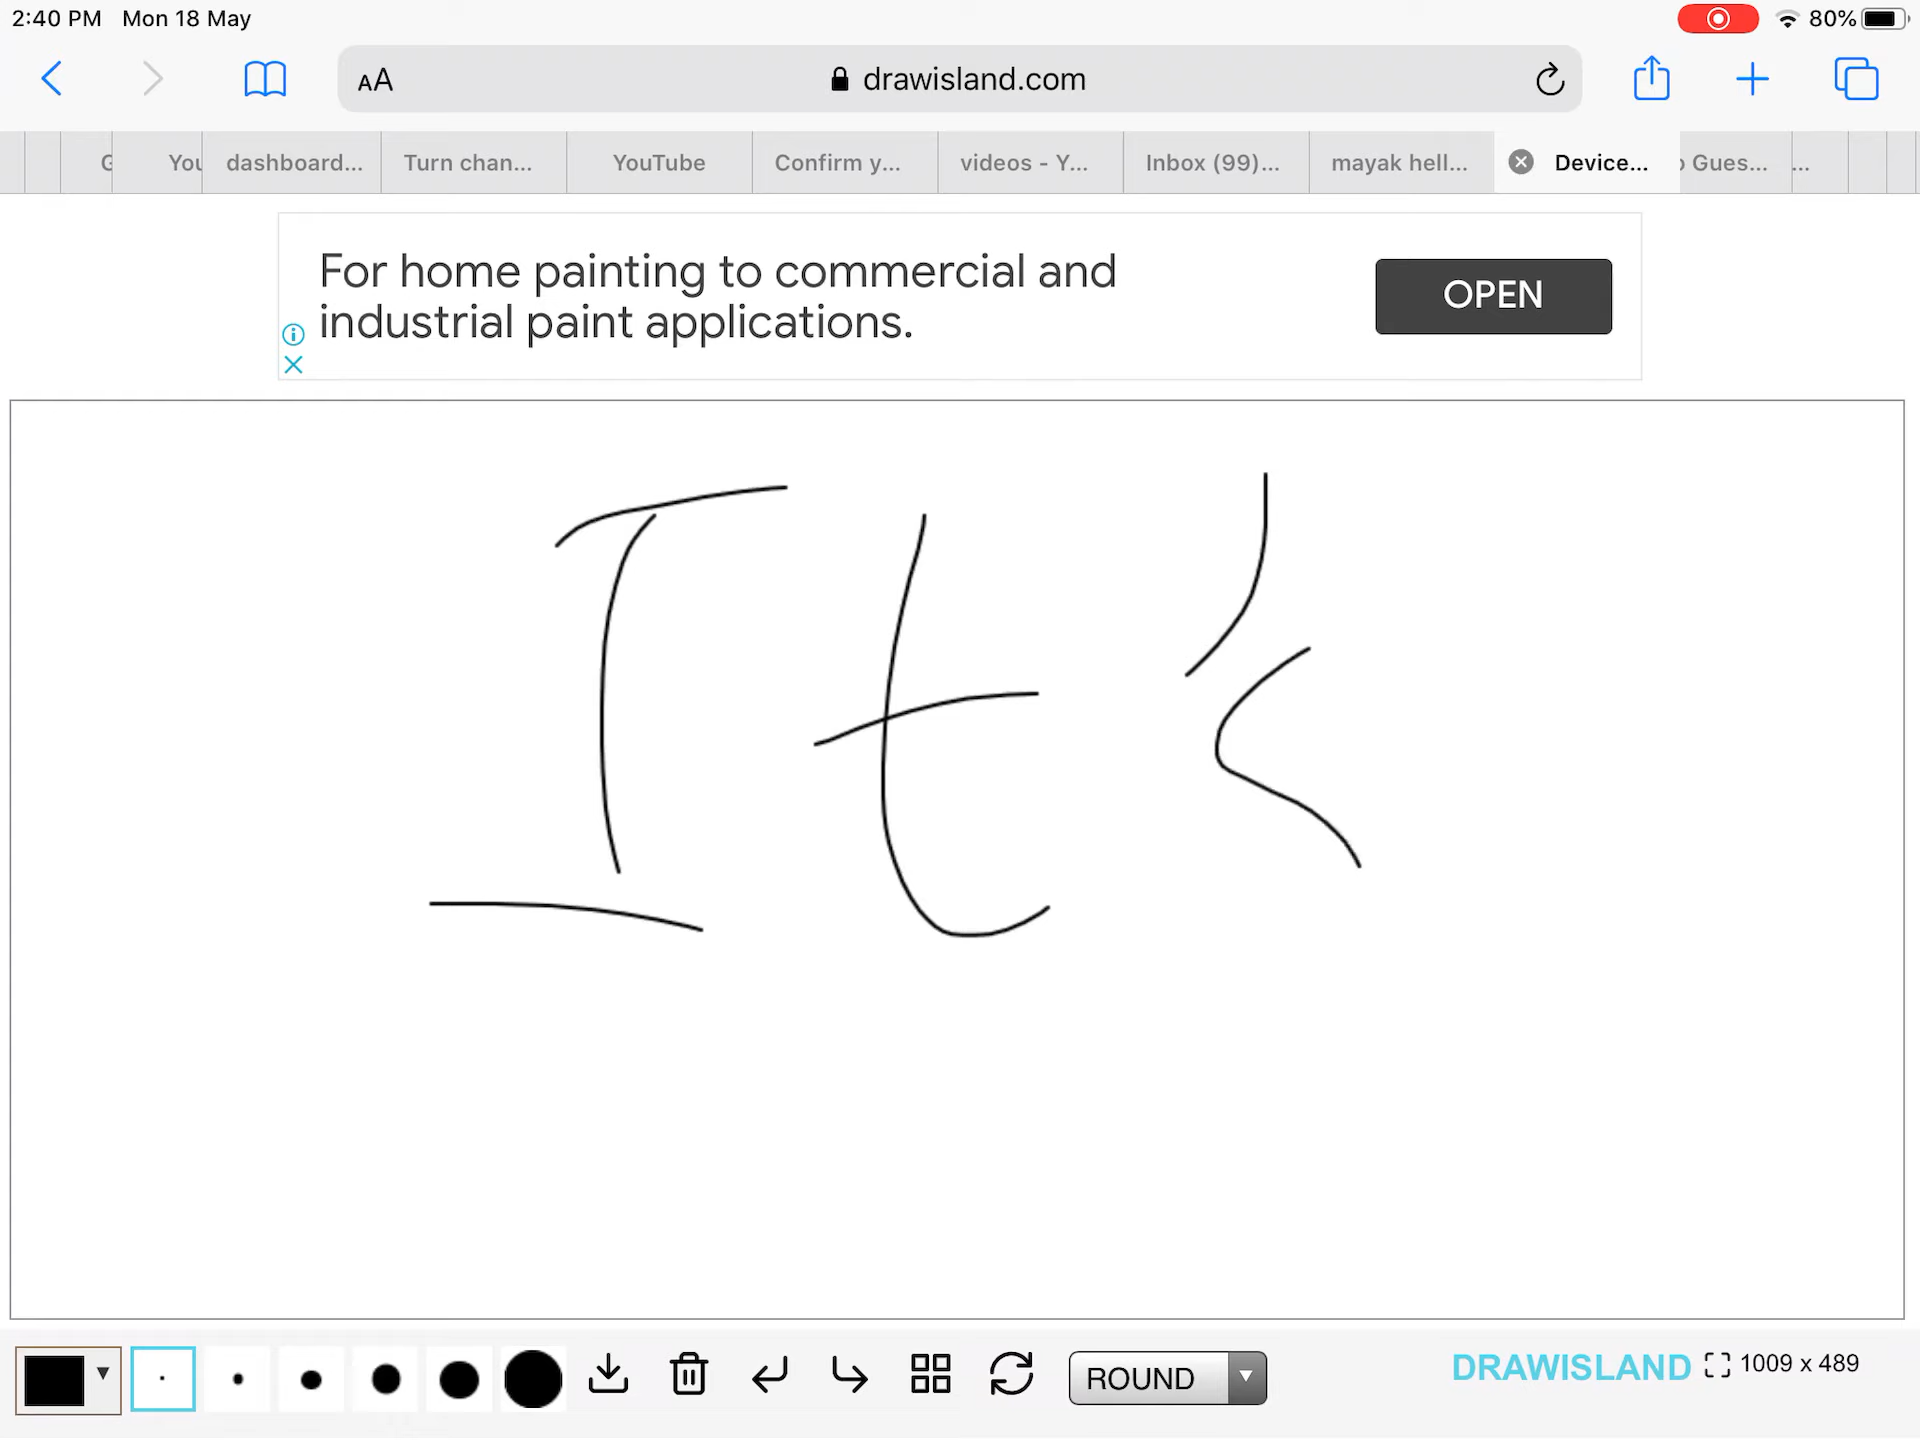 2:40 PM Mon 18 May 80%
AA drawisland.com
You dashboard... Turn chan... YouTube Confirm y... videos - Y... Inbox (99)... mayak hell... Device... Gues... ...
For home painting to commercial and
industrial paint applications.
OPEN
It's
ROUND DRAWISLAND 1009 x 489